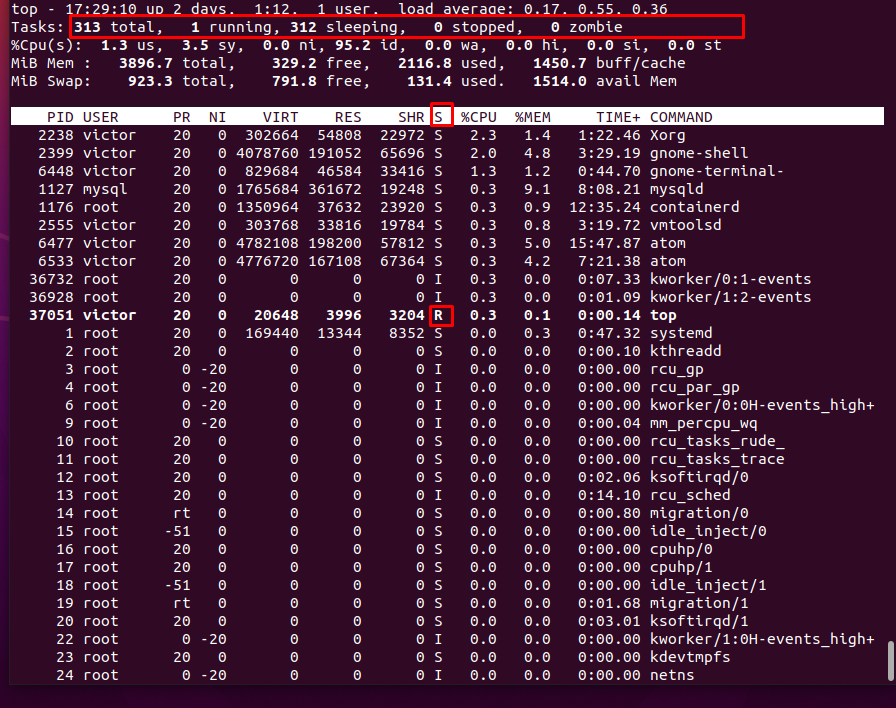 top - 17:29:10 up 2 days,  1:12,  1 user,  load average: 0.17, 0.55, 0.36
Tasks: 313 total,   1 running, 312 sleeping,   0 stopped,   0 zombie
%Cpu(s):  1.3 us,  3.5 sy,  0.0 ni, 95.2 id,  0.0 wa,  0.0 hi,  0.0 si,  0.0 st
MiB Mem :   3896.7 total,    329.2 free,   2116.8 used,   1450.7 buff/cache
MiB Swap:    923.3 total,    791.8 free,    131.4 used.   1514.0 avail Mem
PID USER      PR  NI    VIRT    RES    SHR S  %CPU  %MEM     TIME+ COMMAND
2238 victor    20   0  302664  54808  22972 S   2.3   1.4   1:22.46 Xorg
2399 victor    20   0 4078760 191052  65696 S   2.0   4.8   3:29.19 gnome-shell
6448 victor    20   0  829684  46584  33416 S   1.3   1.2   0:44.70 gnome-terminal-
1127 mysql     20   0 1765684 361672  19248 S   0.3   9.1   8:08.21 mysqld
1176 root      20   0 1350964  37632  23920 S   0.3   0.9  12:35.24 containerd
2555 victor    20   0  303768  33816  19784 S   0.3   0.8   3:19.72 vmtoolsd
6477 victor    20   0 4782108 198200  57812 S   0.3   5.0  15:47.87 atom
6533 victor    20   0 4776720 167108  67364 S   0.3   4.2   7:21.38 atom
36732 root      20   0       0      0      0 I   0.3   0.0   0:07.33 kworker/0:1-events
36928 root      20   0       0      0      0 I   0.3   0.0   0:01.09 kworker/1:2-events
37051 victor    20   0   20648   3996   3204 R   0.3   0.1   0:00.14 top
1 root      20   0  169440  13344   8352 S   0.0   0.3   0:47.32 systemd
2 root      20   0       0      0      0 S   0.0   0.0   0:00.10 kthreadd
3 root       0 -20       0      0      0 I   0.0   0.0   0:00.00 rcu_gp
4 root       0 -20       0      0      0 I   0.0   0.0   0:00.00 rcu_par_gp
6 root       0 -20       0      0      0 I   0.0   0.0   0:00.00 kworker/0:0H-events_high+
9 root       0 -20       0      0      0 I   0.0   0.0   0:00.04 mm_percpu_wq
10 root      20   0       0      0      0 S   0.0   0.0   0:00.00 rcu_tasks_rude_
11 root      20   0       0      0      0 S   0.0   0.0   0:00.00 rcu_tasks_trace
12 root      20   0       0      0      0 S   0.0   0.0   0:02.06 ksoftirqd/0
13 root      20   0       0      0      0 I   0.0   0.0   0:14.10 rcu_sched
14 root      rt   0       0      0      0 S   0.0   0.0   0:00.80 migration/0
15 root     -51   0       0      0      0 S   0.0   0.0   0:00.00 idle_inject/0
16 root      20   0       0      0      0 S   0.0   0.0   0:00.00 cpuhp/0
17 root      20   0       0      0      0 S   0.0   0.0   0:00.00 cpuhp/1
18 root     -51   0       0      0      0 S   0.0   0.0   0:00.00 idle_inject/1
19 root      rt   0       0      0      0 S   0.0   0.0   0:01.68 migration/1
20 root      20   0       0      0      0 S   0.0   0.0   0:03.01 ksoftirqd/1
22 root       0 -20       0      0      0 I   0.0   0.0   0:00.00 kworker/1:0H-events_high+
23 root      20   0       0      0      0 S   0.0   0.0   0:00.00 kdevtmpfs
24 root       0 -20       0      0      0 I   0.0   0.0   0:00.00 netns